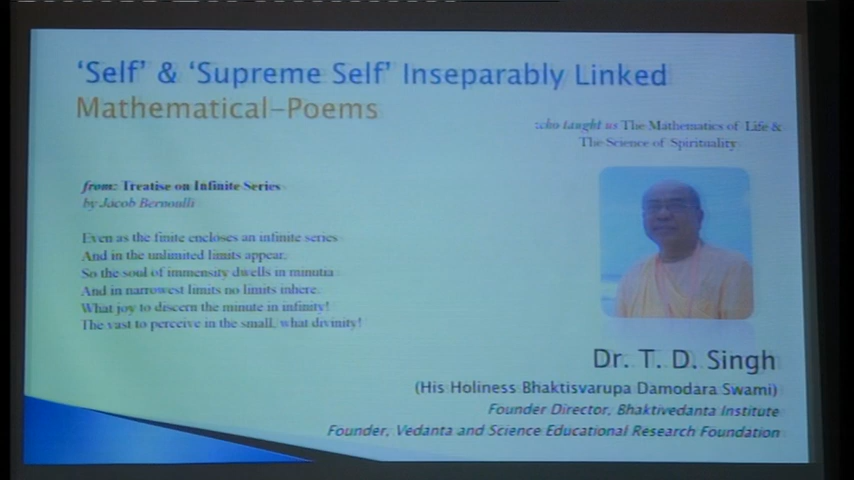 ‘Self’ & ‘Supreme Self’ Inseparably Linked
Mathematical-Poems
who taught us The Mathematics of Life &
The Science of Spirituality
from: Treatise on Infinite Series
by Jacob Bernoulli
Even as the finite encloses an infinite series
And in the unlimited limits appear,
So the soul of immensity dwells in minutia
And in narrowest limits no limits inhere.
What joy to discern the minute in infinity!
The vast to perceive in the small, what divinity!
Dr. T. D. Singh
(His Holiness Bhaktisvarupa Damodara Swami)
Founder Director, Bhaktivedanta Institute
Founder, Vedanta and Science Educational Research Foundation